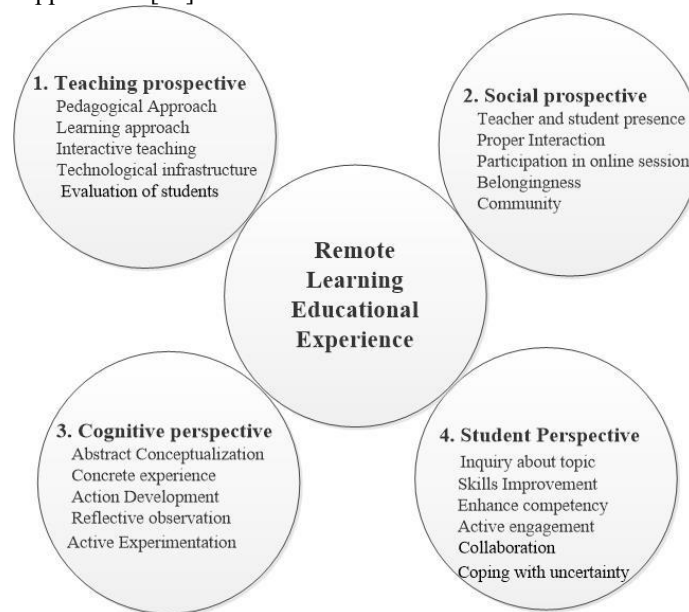 1. Teaching prospective
Pedagogical Approach
Learning approach
Interactive teaching
Technological infrastructure
Evaluation of students
2. Social prospective
Teacher and student presence
Proper Interaction
Participation in online session
Belongingness
Community
Remote
Learning
Educational
Experience
3. Cognitive perspective
Abstract Conceptualization
Concrete experience
Action Development
Reflective observation
Active Experimentation
4. Student Perspective
Inquiry about topic
Skills Improvement
Enhance competency
Active engagement
Collaboration
Coping with uncertainty